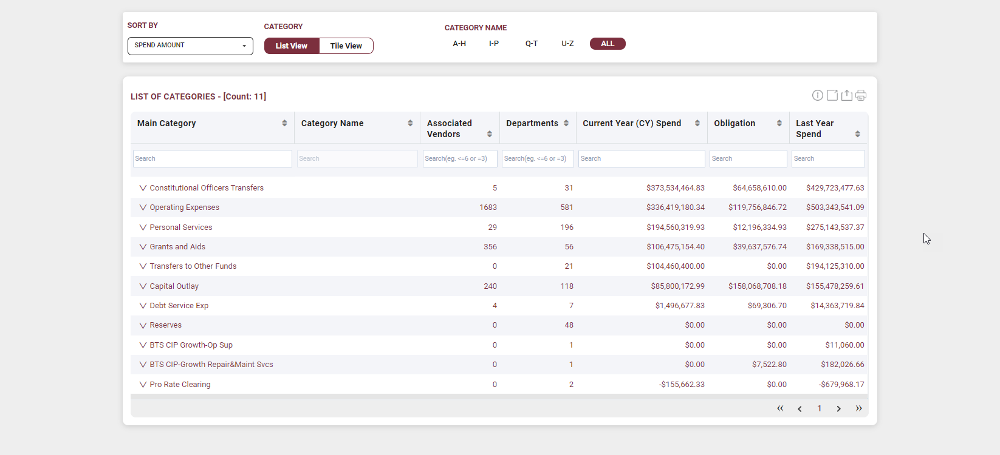 SORT BY CATEGORY CATEGORY NAME
SPEND AMOUNT List View Tile View A-H I-P Q-T U-Z ALL
LIST OF CATEGORIES - [Count: 11]
Main Category Category Name Associated Vendors Departments Current Year (CY) Spend Obligation Last Year Spend
Search Search Search(eg. <=6 or =3) Search(eg. <=6 or =3) Search Search Search
Constitutional Officers Transfers 5 31 $373,534,464.83 $64,658,610.00 $429,723,477.63
Operating Expenses 1683 581 $336,419,180.34 $119,756,846.72 $503,343,541.09
Personal Services 29 196 $194,560,319.93 $12,196,334.93 $275,143,537.37
Grants and Aids 356 56 $106,475,154.40 $39,637,576.74 $169,338,515.00
Transfers to Other Funds 0 21 $104,460,400.00 $0.00 $194,125,310.00
Capital Outlay 240 118 $85,800,172.99 $158,068,708.18 $155,478,259.61
Debt Service Exp 4 7 $1,496,677.83 $69,306.70 $14,363,719.84
Reserves 0 48 $0.00 $0.00 $0.00
BTS CIP Growth-Op Sup 0 1 $0.00 $0.00 $11,060.00
BTS CIP-Growth Repair&Maint Svcs 0 1 $0.00 $7,522.80 $182,026.66
Pro Rate Clearing 0 2 -$155,662.33 $0.00 -$679,968.17
« ‹ 1 › »